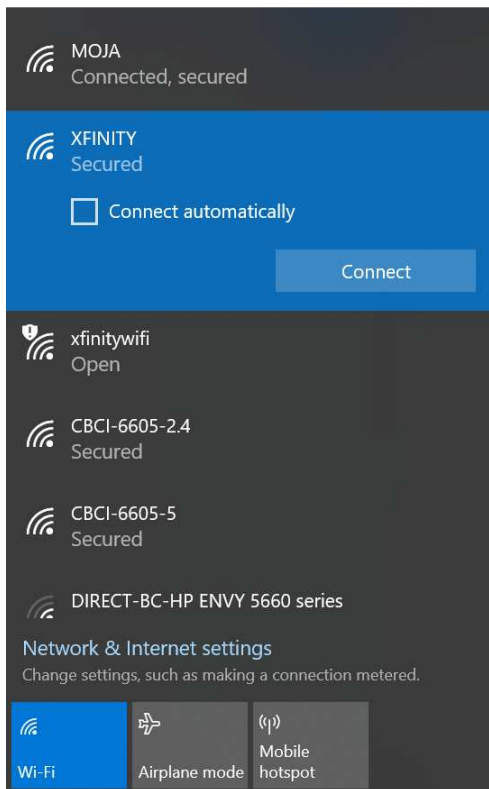 MOJA
Connected, secured
XFINITY
Secured
Connect automatically
Connect
xfinitywifi
Open
CBCI-6605-2.4
Secured
CBCI-6605-5
Secured
DIRECT-BC-HP ENVY 5660 series
Network & Internet settings
Change settings, such as making a connection metered.
Wi-Fi
Airplane mode
Mobile
hotspot